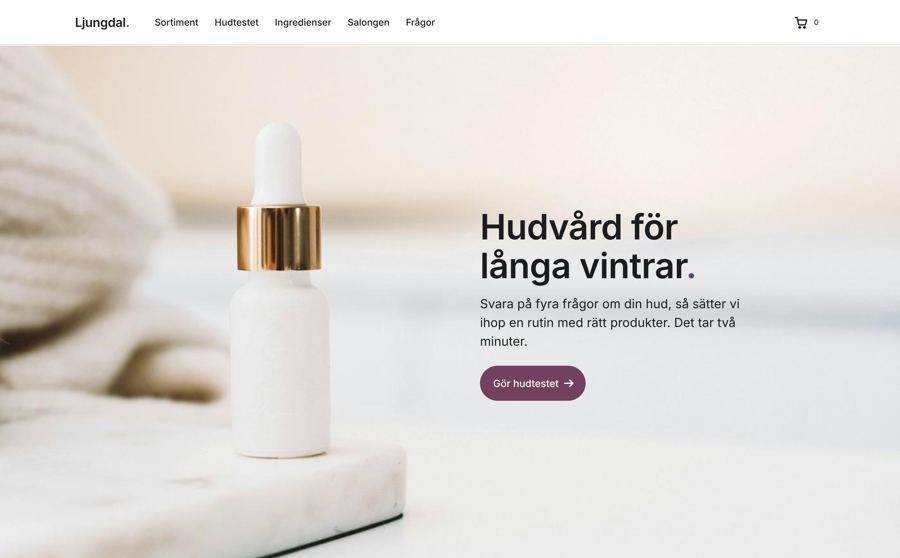 Ljungdal.
Sortiment
Hudtestet
Ingredienser
Salongen
Frågor
0
Hudvård för
långa vintrar.
Svara på fyra frågor om din hud, så sätter vi
ihop en rutin med rätt produkter. Det tar två
minuter.
Gör hudtestet